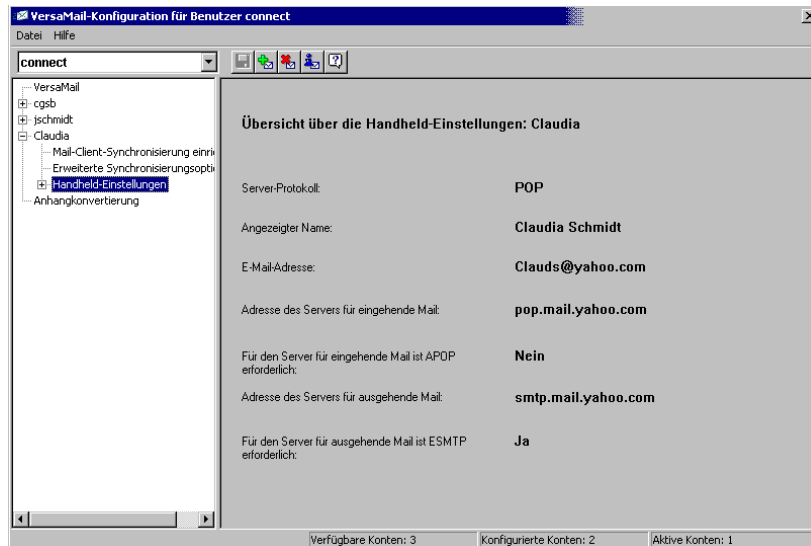 VersaMail-Konfiguration für Benutzer connect
Datei Hilfe
connect
VersaMail
cgsb
jschmidt
Claudia
Mail-Client-Synchronisierung einri
Erweiterte Synchronisierungsopti
Handheld-Einstellungen
Anhangkonvertierung
Übersicht über die Handheld-Einstellungen: Claudia
Server-Protokoll: POP
Angezeigter Name: Claudia Schmidt
E-Mail-Adresse: Clauds@yahoo.com
Adresse des Servers für eingehende Mail: pop.mail.yahoo.com
Für den Server für eingehende Mail ist APOP Nein
erforderlich:
Adresse des Servers für ausgehende Mail: smtp.mail.yahoo.com
Für den Server für ausgehende Mail ist ESMTP Ja
erforderlich:
Verfügbare Konten: 3 Konfigurierte Konten: 2 Aktive Konten: 1